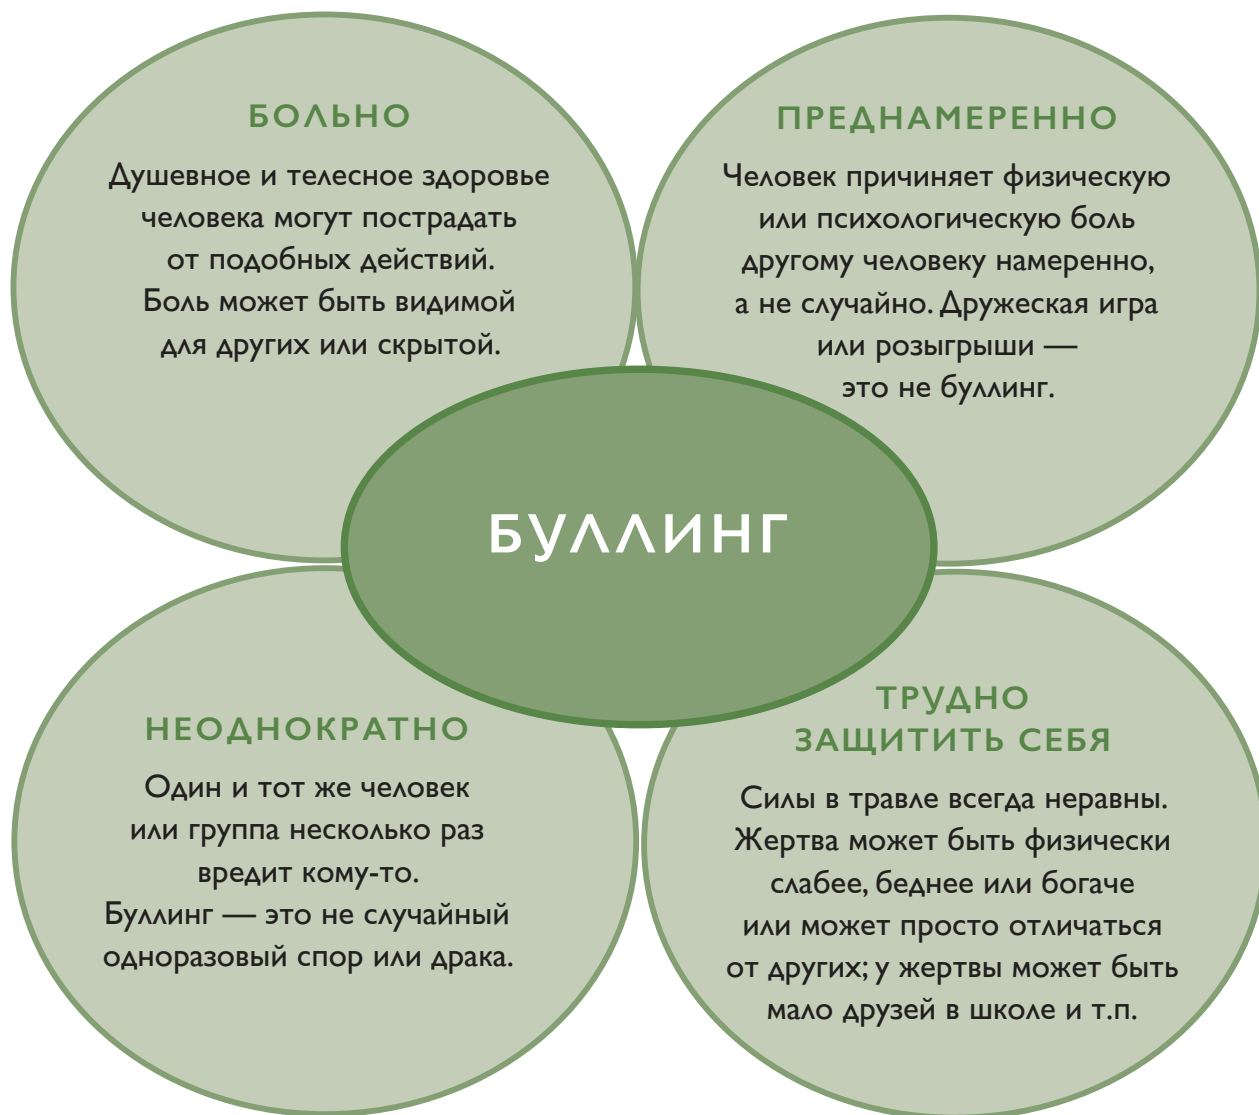 БОЛЬНО
Душевное и телесное здоровье
человека могут пострадать
от подобных действий.
Боль может быть видимой
для других или скрытой.
ПРЕДНАМЕРЕННО
Человек причиняет физическую
или психологическую боль
другому человеку намеренно,
а не случайно. Дружеская игра
или розыгрыши —
это не буллинг.
БУЛЛИНГ
НЕОДНОКРАТНО
Один и тот же человек
или группа несколько раз
вредит кому-то.
Буллинг — это не случайный
одноразовый спор или драка.
ТРУДНО
ЗАЩИТИТЬ СЕБЯ
Силы в травле всегда неравны.
Жертва может быть физически
слабее, беднее или богаче
или может просто отличаться
от других; у жертвы может быть
мало друзей в школе и т.п.